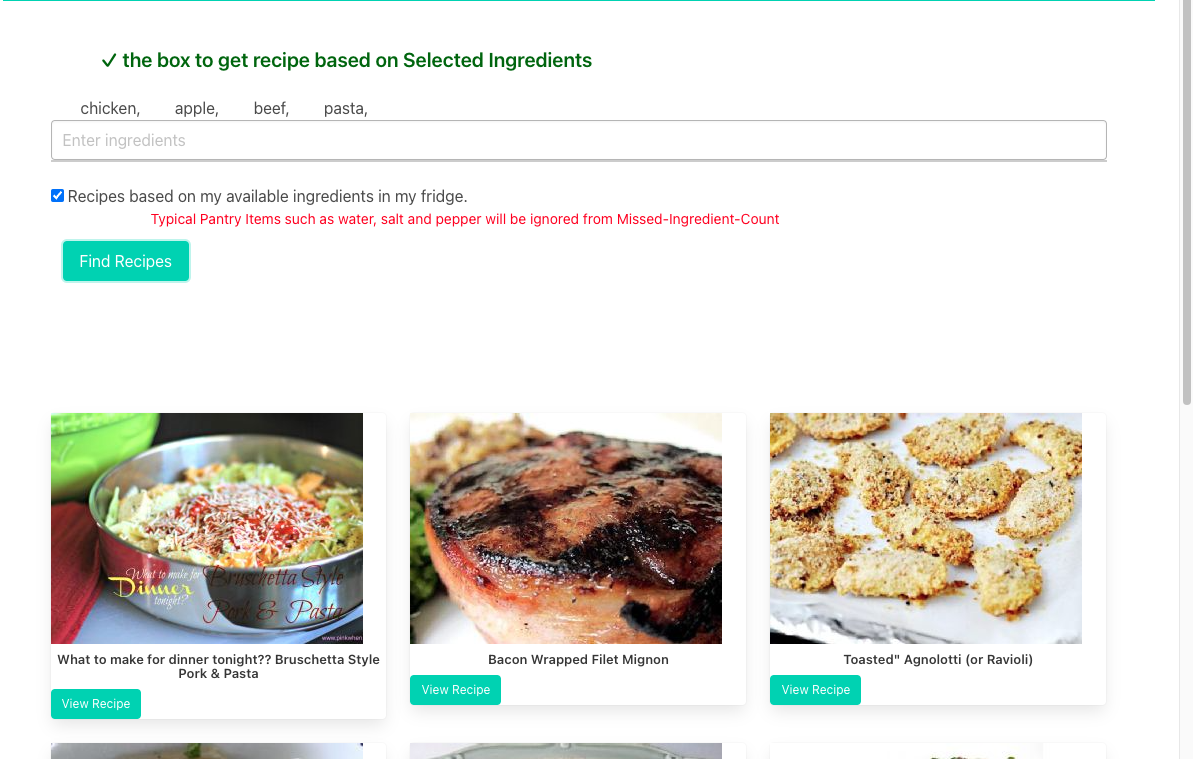 ✓ the box to get recipe based on Selected Ingredients
chicken, apple, beef, pasta,
Enter ingredients
Recipes based on my available ingredients in my fridge.
Typical Pantry Items such as water, salt and pepper will be ignored from Missed-Ingredient-Count
Find Recipes
What to make for
Dinner
tonight?
Bruschetta Style
Pork & Pasta
www.pinkwhen
What to make for dinner tonight?? Bruschetta Style
Pork & Pasta
View Recipe
Bacon Wrapped Filet Mignon
View Recipe
Toasted" Agnolotti (or Ravioli)
View Recipe